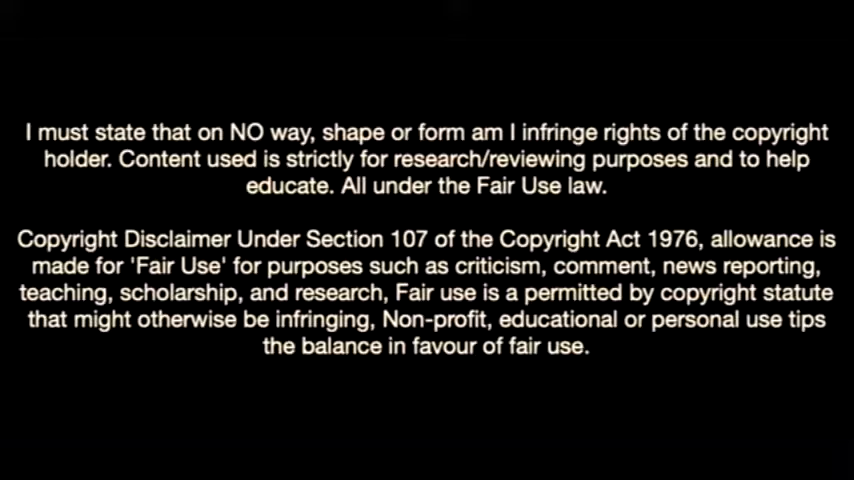 I must state that on NO way, shape or form am I infringe rights of the copyright
holder. Content used is strictly for research/reviewing purposes and to help
educate. All under the Fair Use law.
Copyright Disclaimer Under Section 107 of the Copyright Act 1976, allowance is
made for 'Fair Use' for purposes such as criticism, comment, news reporting,
teaching, scholarship, and research, Fair use is a permitted by copyright statute
that might otherwise be infringing, Non-profit, educational or personal use tips
the balance in favour of fair use.